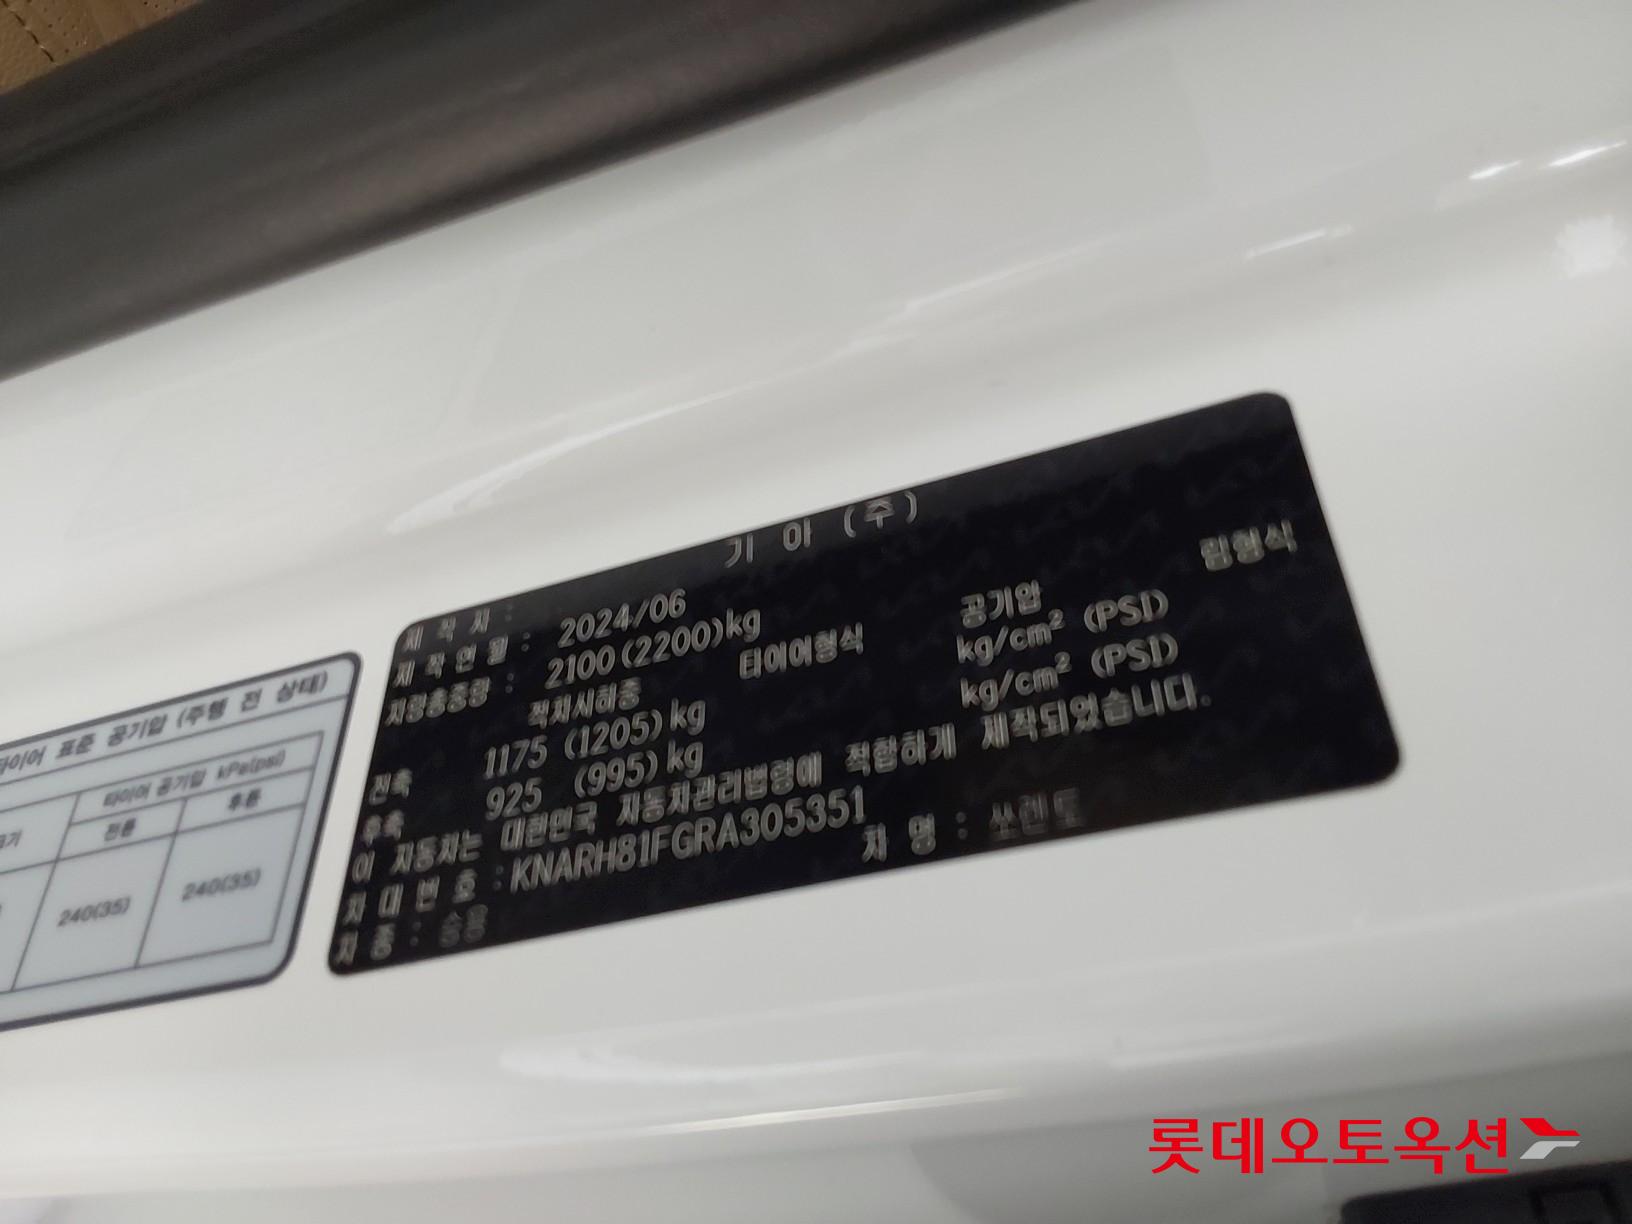 기 아 (주)
제 작 사 :
제 작 연 월 : 2024/06
차량총중량 : 2100(2200)kg
적차시하중 타이어형식 공기압 림형식
전축 1175 (1205)kg kg/cm² (PSI)
후축 925 (995)kg kg/cm² (PSI)
이 자동차는 대한민국 자동차관리법령에 적합하게 제작되었습니다.
차 대 번 호 : KNARH81FGRA305351
차 종 : 승용 차 명 : 쏘렌토
타이어 표준 공기압 (주행 전 상태)
타이어 공기압 kPa(psi)
전륜 후륜
240(35) 240(35)
롯데오토옥션